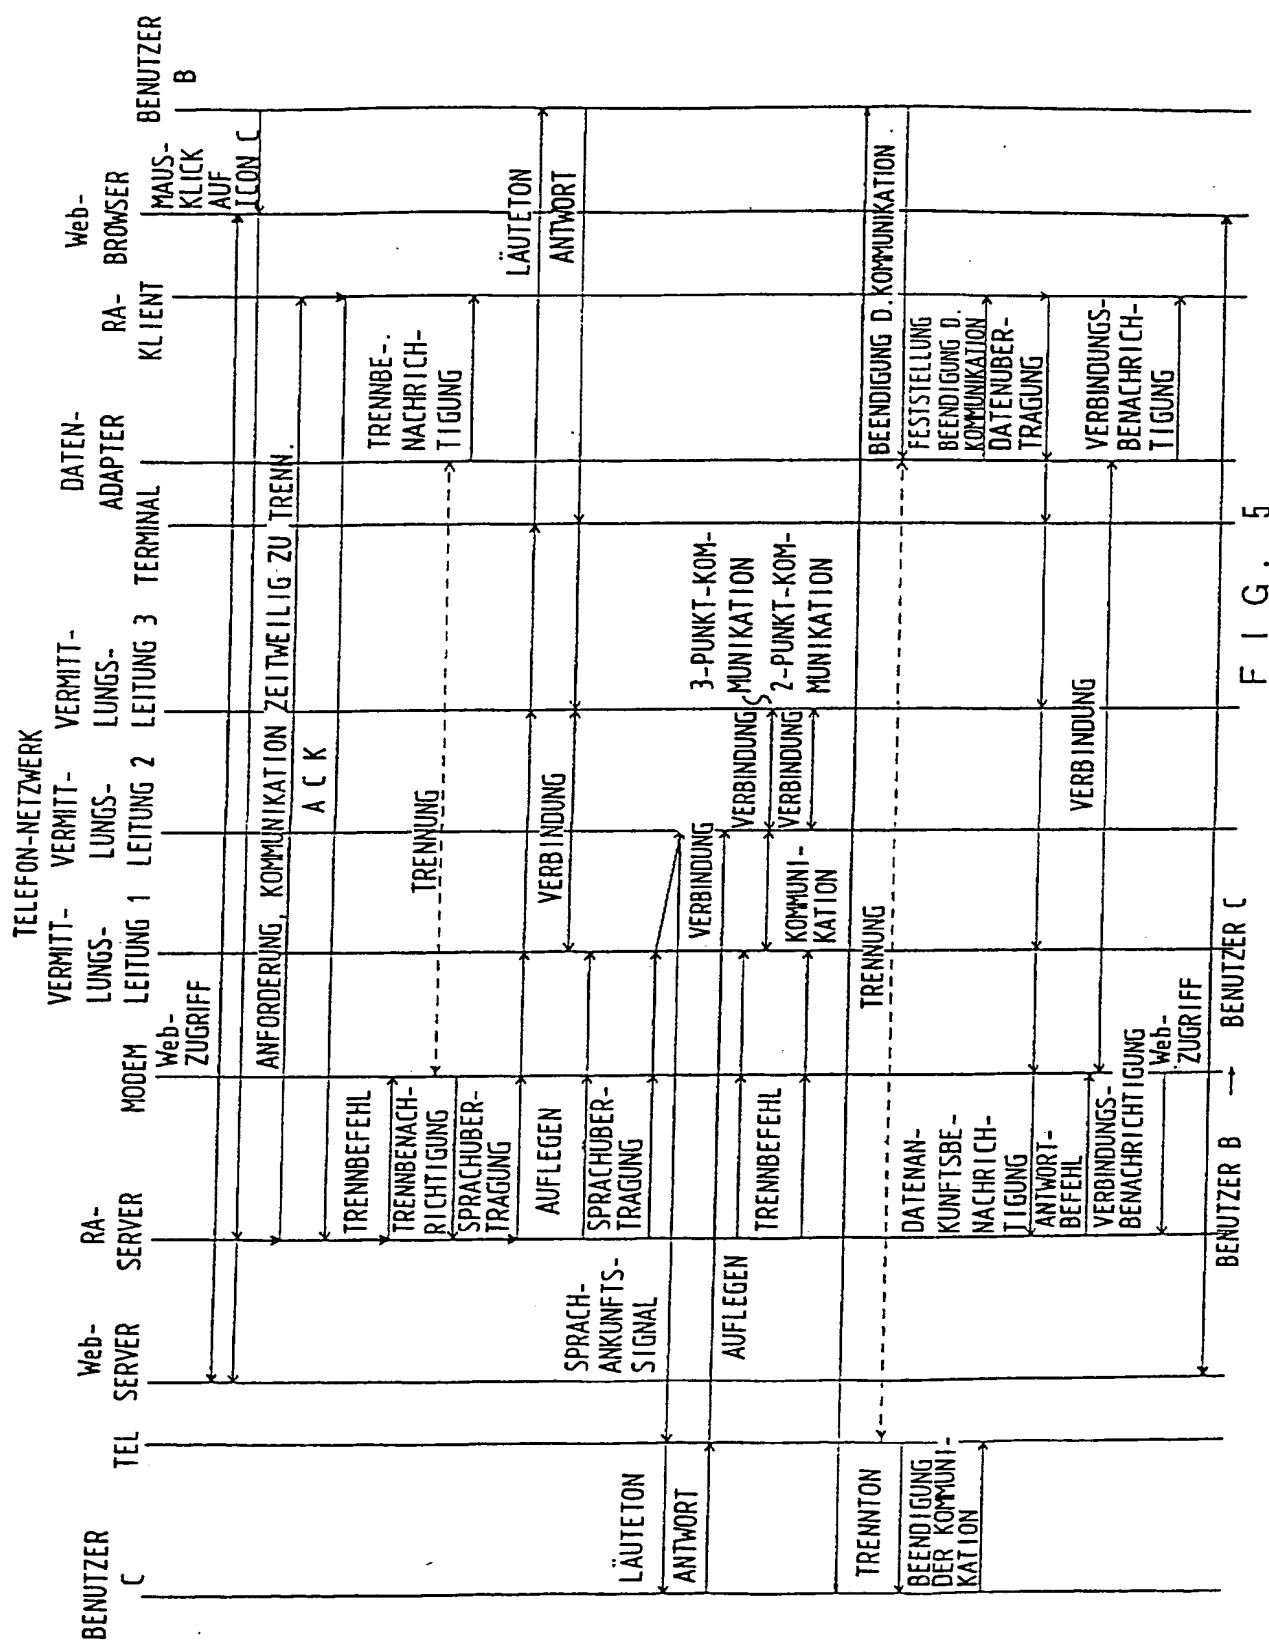 TELEFON-NETZWERK
BENUTZER
C
TEL
Web-
SERVER
RA-
SERVER
MODEM
VERMITT-
LUNGS-
LEITUNG 1
VERMITT-
LUNGS-
LEITUNG 2
VERMITT-
LUNGS-
LEITUNG 3
TERMINAL
DATEN-
ADAPTER
RA-
KLIENT
Web-
BROWSER
BENUTZER
B
Web-
ZUGRIFF
MAUS-
KLICK
AUF
ICON C
ANFORDERUNG, KOMMUNIKATION ZEITWEILIG ZU TRENN.
ACK
TRENNBEFEHL
TRENNBENACH-
RICHTIGUNG
TRENNUNG
TRENNBE-
NACHRICH-
TIGUNG
SPRACHUBER-
TRAGUNG
LÄUTETON
ANTWORT
VERBINDUNG
AUFLEGEN
SPRACHUBER-
TRAGUNG
SPRACH-
ANKUNFTS-
SIGNAL
LÄUTETON
ANTWORT
VERBINDUNG
AUFLEGEN
VERBINDUNG
3-PUNKT-KOM-
MUNIKATION
TRENNBEFEHL
KOMMUNI-
KATION
VERBINDUNG
2-PUNKT-KOM-
MUNIKATION
BEENDIGUNG D. KOMMUNIKATION
TRENNUNG
TRENNTON
BEENDIGUNG
DER KOMMUNI-
KATION
FESTSTELLUNG
BEENDIGUNG D.
KOMMUNIKATION
DATENUBER-
TRAGUNG
DATENAN-
KUNFTSBE-
NACHRICH-
TIGUNG
ANTWORT-
BEFEHL
VERBINDUNG
VERBINDUNGS-
BENACHRICHTIGUNG
VERBINDUNGS-
BENACHRICH-
TIGUNG
Web-
ZUGRIFF
BENUTZER B → BENUTZER C
FIG. 5